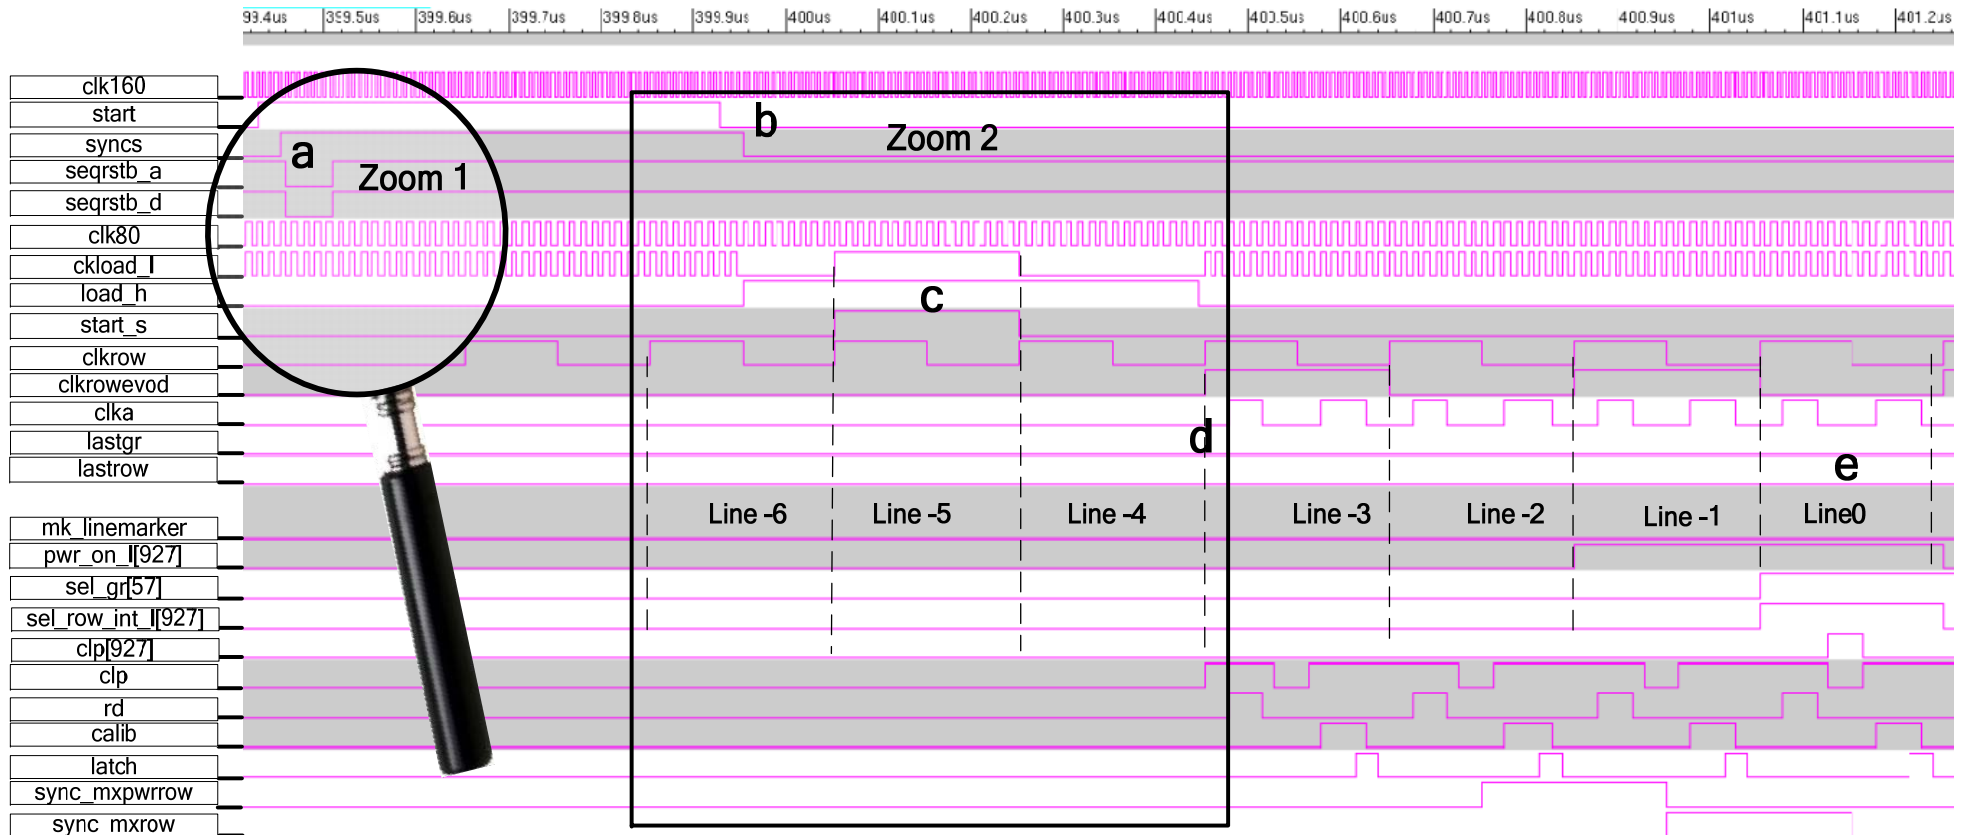 99.4us 399.5us 399.6us 399.7us 399.8us 399.9us 400us 400.1us 400.2us 400.3us 400.4us 400.5us 400.6us 400.7us 400.8us 400.9us 401us 401.1us 401.2us
clk160
start
b
Zoom 2
syncs
a
seqrstb_a
Zoom 1
seqrstb_d
clk80
ckload_l
load_h
c
start_s
clkrow
clkrowevod
clka
d
lastgr
lastrow
e
Line -6 Line -5 Line -4 Line -3 Line -2 Line -1 Line0
mk_linemarker
pwr_on_l[927]
sel_gr[57]
sel_row_int_l[927]
clp[927]
clp
rd
calib
latch
sync_mxpwrrow
sync_mxrow